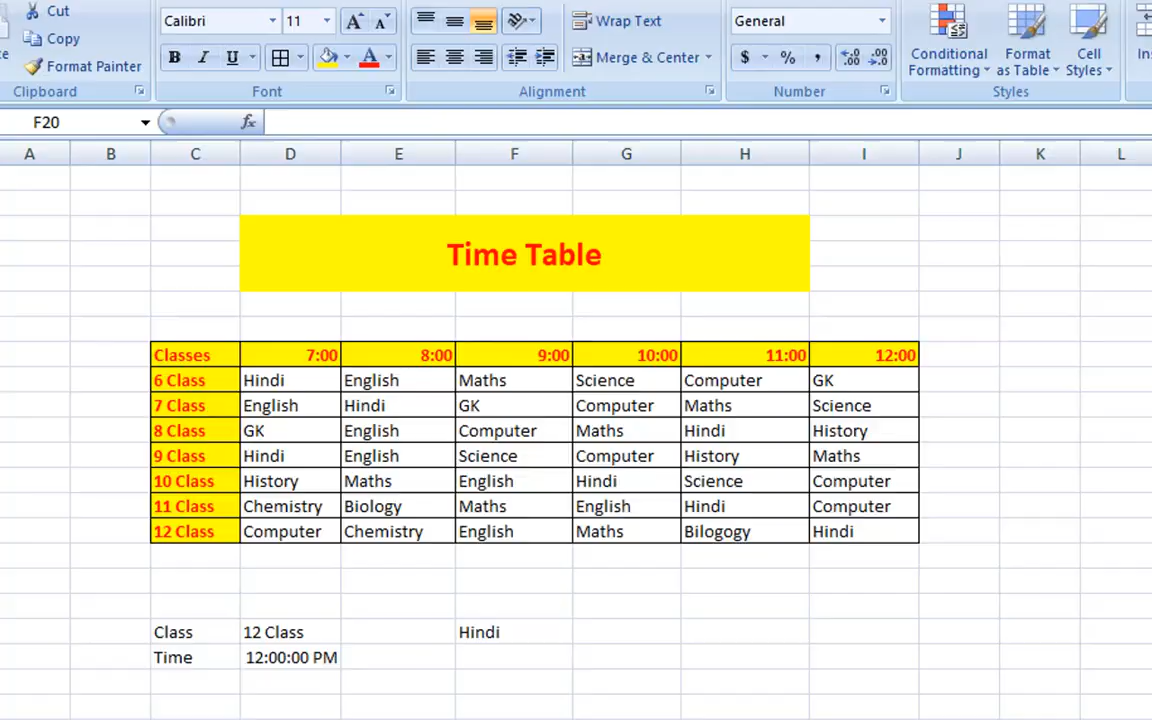 Cut
Calibri 11 A A Wrap Text General
Copy
B I U A Merge & Center $ % , .0 .00 .00 .0 Conditional Formatting Format as Table Cell Styles
Format Painter
Clipboard Font Alignment Number Styles
F20 fx
A B C D E F G H I J K L
Time Table
Classes 7:00 8:00 9:00 10:00 11:00 12:00
6 Class Hindi English Maths Science Computer GK
7 Class English Hindi GK Computer Maths Science
8 Class GK English Computer Maths Hindi History
9 Class Hindi English Science Computer History Maths
10 Class History Maths English Hindi Science Computer
11 Class Chemistry Biology Maths English Hindi Computer
12 Class Computer Chemistry English Maths Bilogogy Hindi
Class 12 Class Hindi
Time 12:00:00 PM